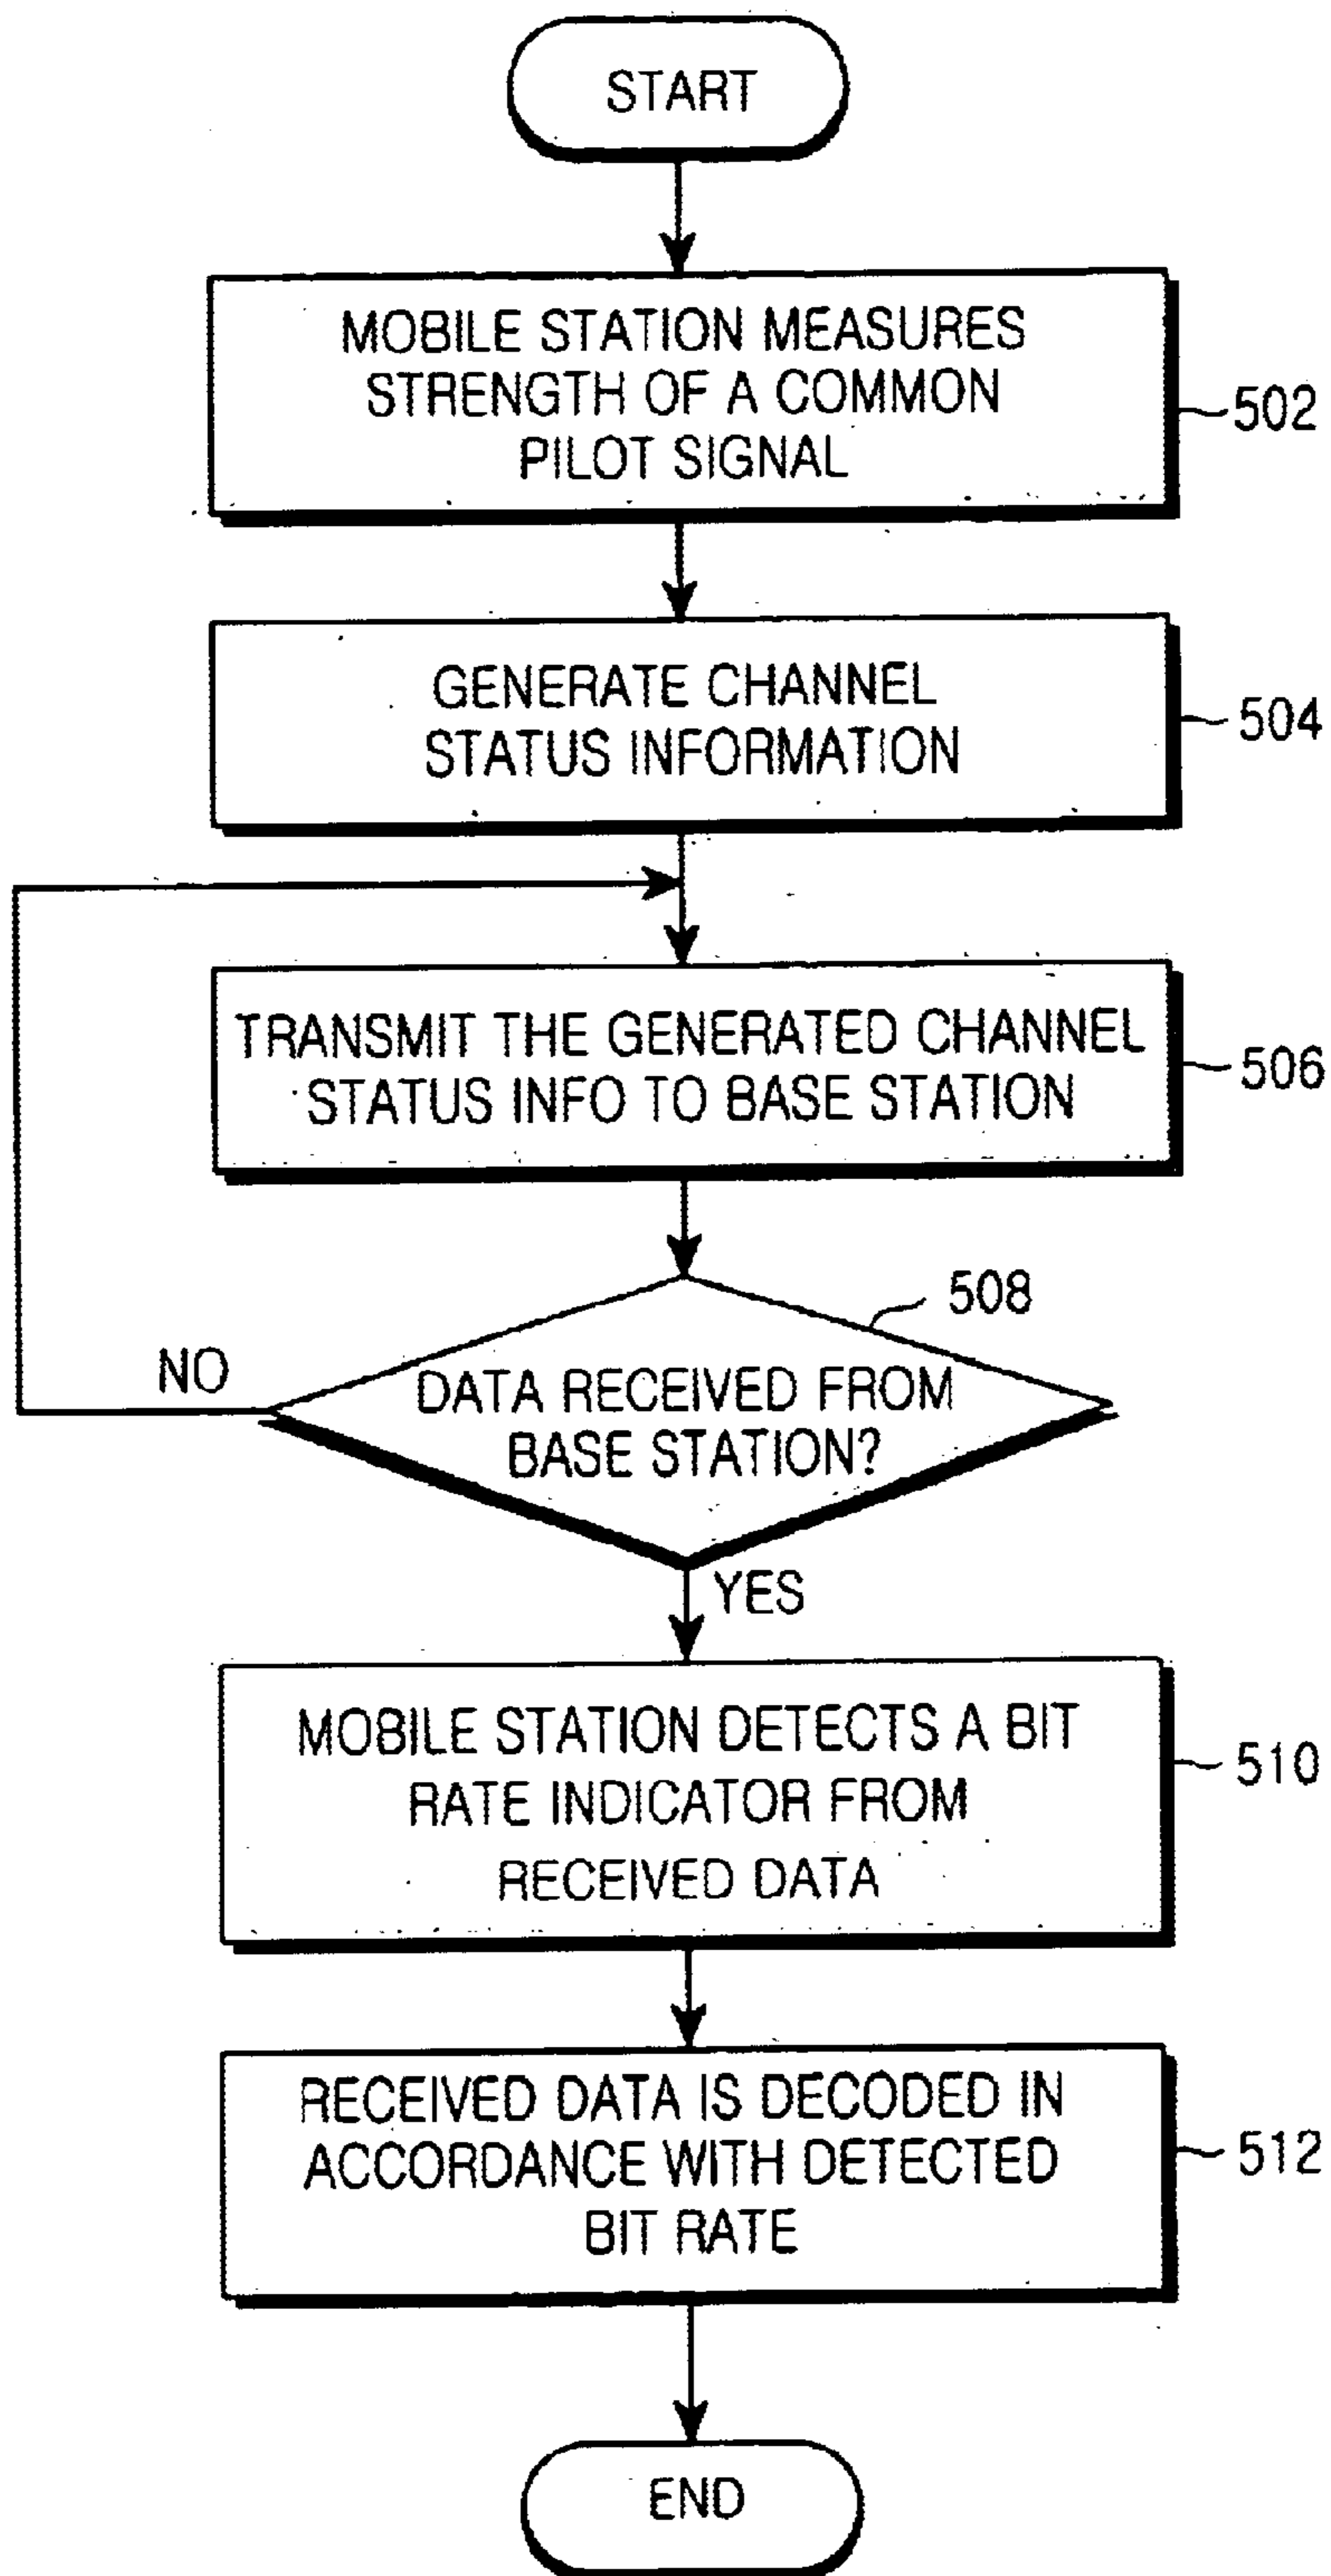 START
MOBILE STATION MEASURES
STRENGTH OF A COMMON
PILOT SIGNAL
502
GENERATE CHANNEL
STATUS INFORMATION
504
TRANSMIT THE GENERATED CHANNEL
STATUS INFO TO BASE STATION
506
508
NO
DATA RECEIVED FROM
BASE STATION?
YES
MOBILE STATION DETECTS A BIT
RATE INDICATOR FROM
RECEIVED DATA
510
RECEIVED DATA IS DECODED IN
ACCORDANCE WITH DETECTED
BIT RATE
512
END